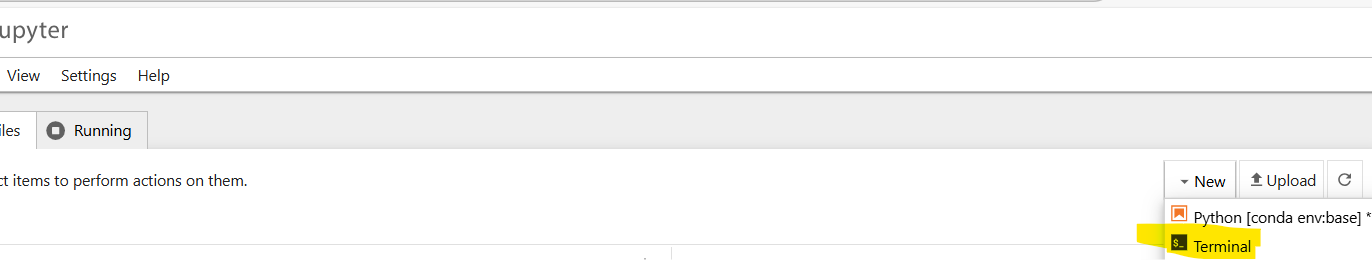 upyter
View Settings Help
iles Running
ct items to perform actions on them. New Upload
Python [conda env:base] *
$_ Terminal